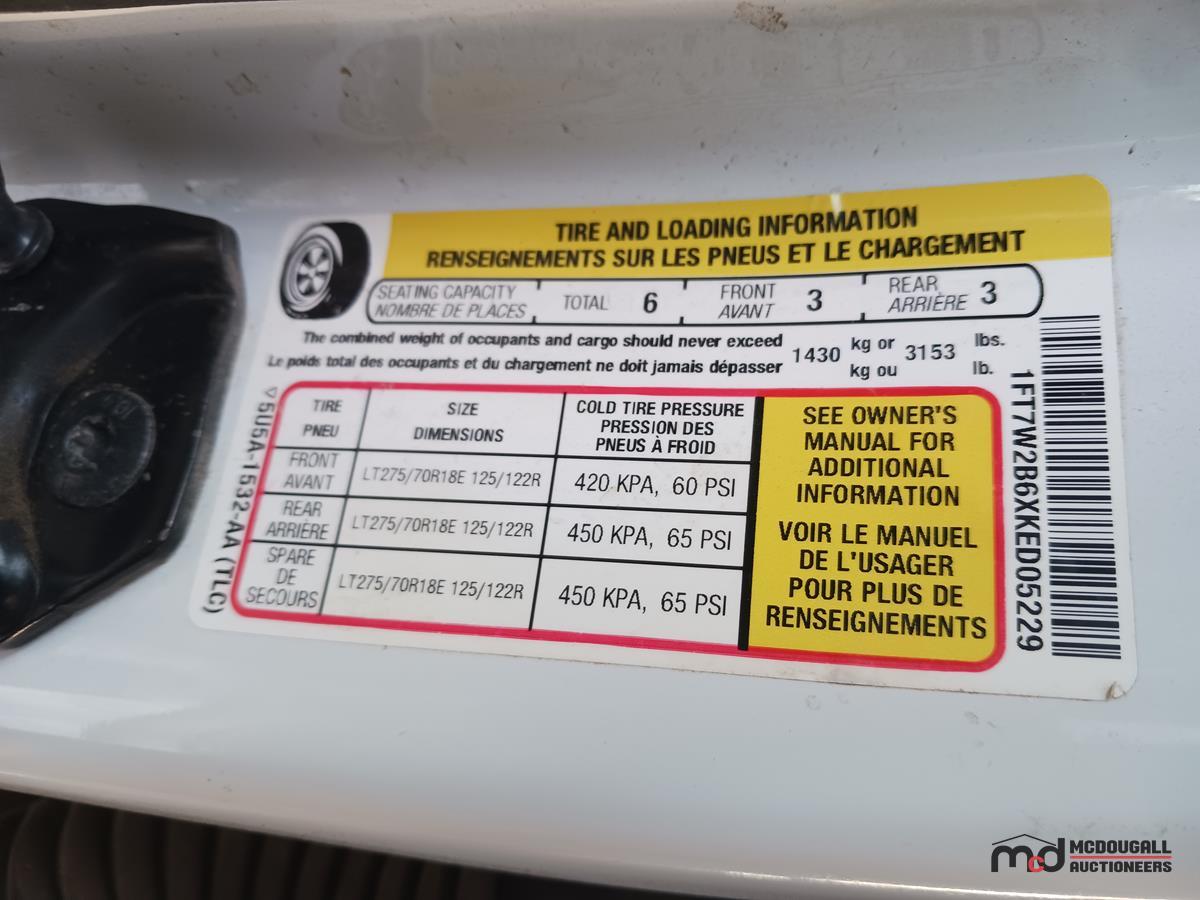 TIRE AND LOADING INFORMATION
RENSEIGNEMENTS SUR LES PNEUS ET LE CHARGEMENT
SEATING CAPACITY TOTAL 6 FRONT 3 REAR 3
NOMBRE DE PLACES AVANT ARRIÈRE
The combined weight of occupants and cargo should never exceed 1430 kg or 3153 lbs.
Le poids total des occupants et du chargement ne doit jamais dépasser kg ou lb.
TIRE SIZE COLD TIRE PRESSURE
PNEU DIMENSIONS PRESSION DES
PNEUS À FROID
FRONT
AVANT LT275/70R18E 125/122R 420 KPA, 60 PSI
REAR
ARRIÈRE LT275/70R18E 125/122R 450 KPA, 65 PSI
SPARE
DE
SECOURS LT275/70R18E 125/122R 450 KPA, 65 PSI
SEE OWNER'S
MANUAL FOR
ADDITIONAL
INFORMATION
VOIR LE MANUEL
DE L'USAGER
POUR PLUS DE
RENSEIGNEMENTS
5U5A-1532-AA (TLC)
1FT7W2B6XKED05229
mcd MCDOUGALL
AUCTIONEERS